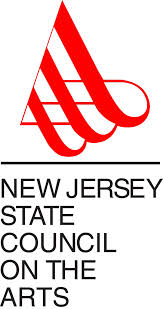 NEW JERSEY
STATE
COUNCIL
ON THE
ARTS